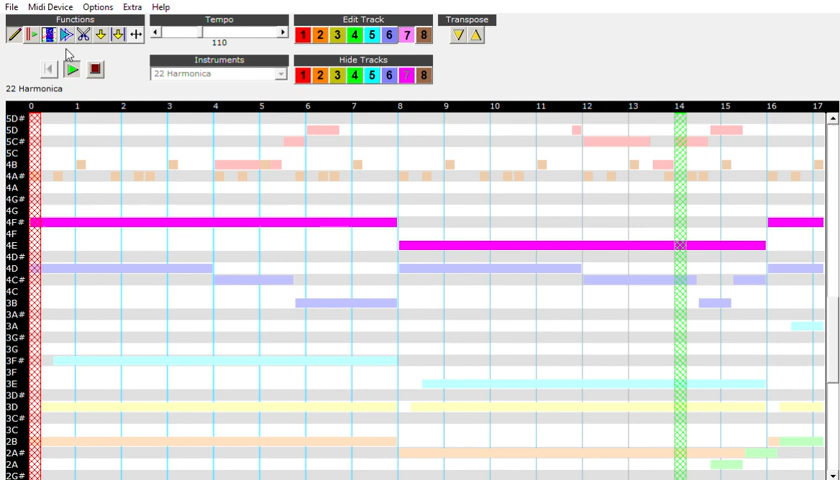 File Midi Device Options Extra Help
Functions Tempo Edit Track Transpose
1 2 3 4 5 6 7 8
110
Instruments Hide Tracks
22 Harmonica 1 2 3 4 5 6 7 8
22 Harmonica
0 1 2 3 4 5 6 7 8 9 10 11 12 13 14 15 16 17
5D#
5D
5C#
5C
4B
4A#
4A
4G#
4G
4F#
4F
4E
4D#
4D
4C#
4C
3B
3A#
3A
3G#
3G
3F#
3F
3E
3D#
3D
3C#
3C
2B
2A#
2A
2G#